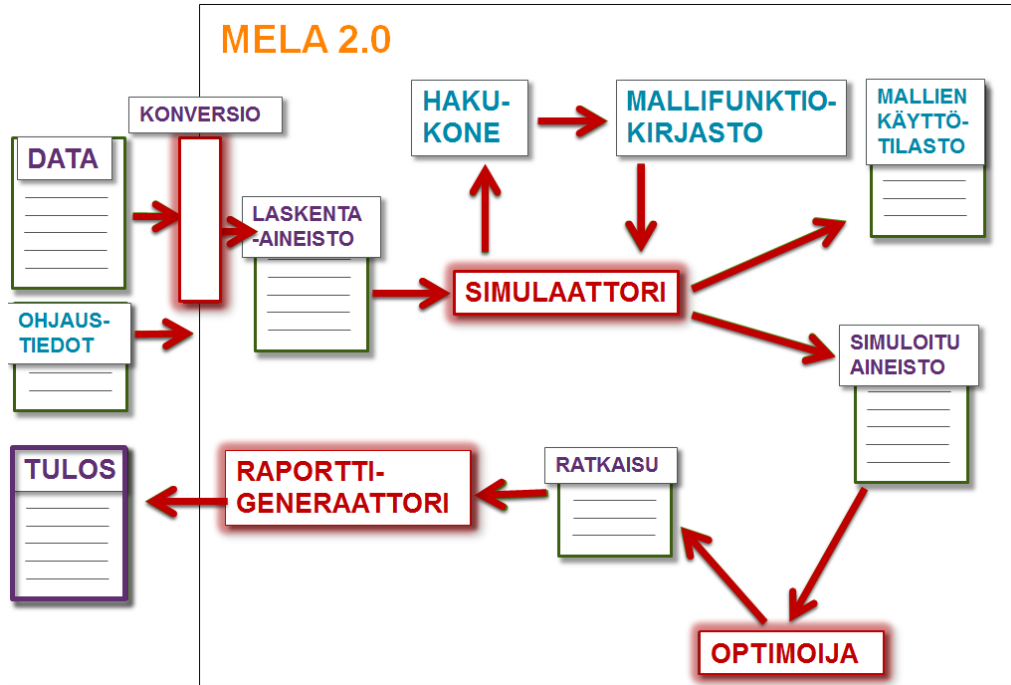 MELA 2.0
KONVERSIO
DATA
OHJAUS-
TIEDOT
LASKENTA
-AINEISTO
HAKU-
KONE
MALLIFUNKTIO-
KIRJASTO
MALLIEN
KÄYTTÖ-
TILASTO
SIMULAATTORI
SIMULOITU
AINEISTO
OPTIMOIJA
RATKAISU
RAPORTTI-
GENERAATTORI
TULOS